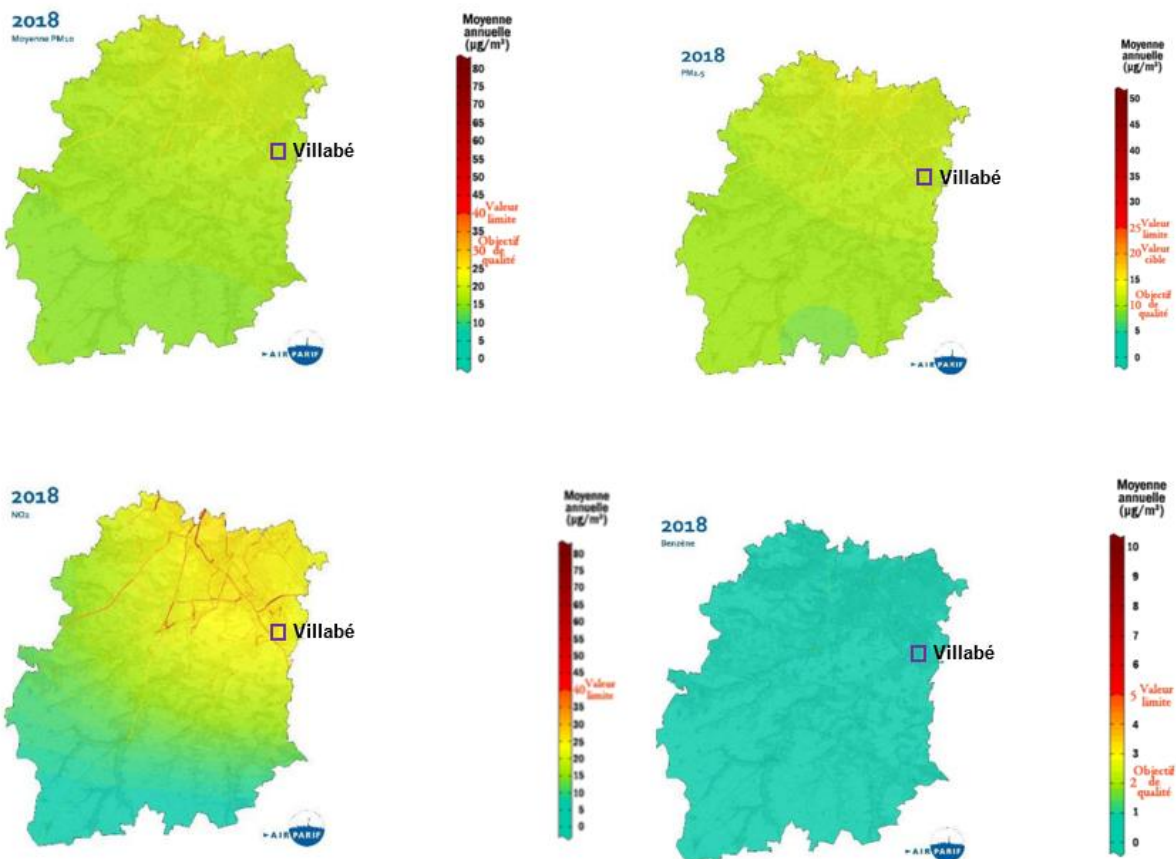 2018
Moyenne PM10
Moyenne
annuelle
(µg/m³)
80
75
70
65
60
55
50
45
40 Valeur
limite
35
30 Objectif
de
qualité
25
20
15
10
5
0
Villabé
AIRPARIF
2018
PM2.5
Moyenne
annuelle
(µg/m³)
50
45
40
35
30
25 Valeur
limite
20 Valeur
cible
15
10 Objectif
de
qualité
5
0
Villabé
AIRPARIF
2018
NO2
Moyenne
annuelle
(µg/m³)
80
75
70
65
60
55
50
45
40 Valeur
limite
35
30
25
20
15
10
5
0
Villabé
AIRPARIF
2018
Benzène
Moyenne
annuelle
(µg/m³)
10
9
8
7
6
5 Valeur
limite
4
3
2 Objectif
de
qualité
1
0
Villabé
AIRPARIF